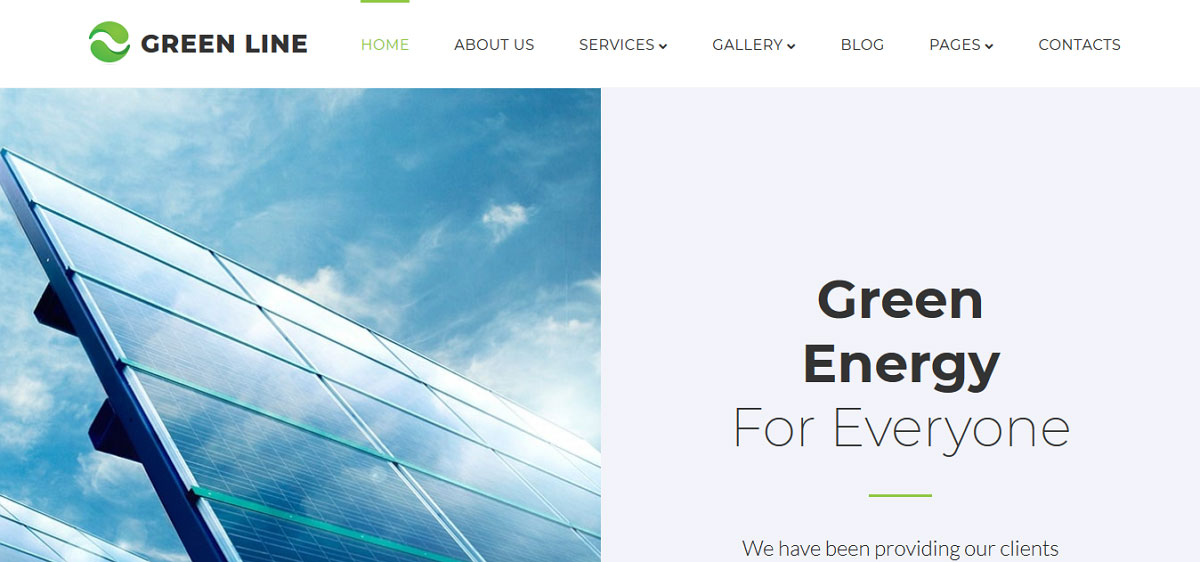 GREEN LINE HOME ABOUT US SERVICES GALLERY BLOG PAGES CONTACTS
Green
Energy
For Everyone
We have been providing our clients